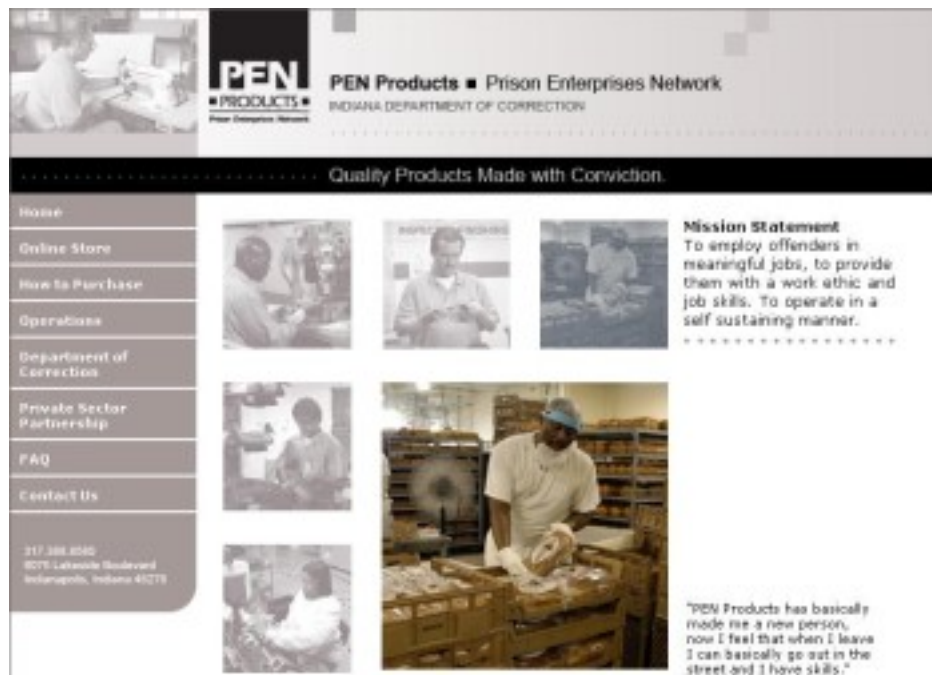 PEN
PRODUCTS
Prison Enterprises Network
PEN Products ■ Prison Enterprises Network
INDIANA DEPARTMENT OF CORRECTION
Quality Products Made with Conviction.
Home
Online Store
How to Purchase
Operations
Department of
Correction
Private Sector
Partnership
FAQ
Contact Us
Lakeside Boulevard
Indianapolis, Indiana
Mission Statement
To employ offenders in
meaningful jobs, to provide
them with a work ethic and
job skills. To operate in a
self sustaining manner.
"PEN Products has basically
made me a new person,
now I feel that when I leave
I can basically go out in the
street and I have skills."